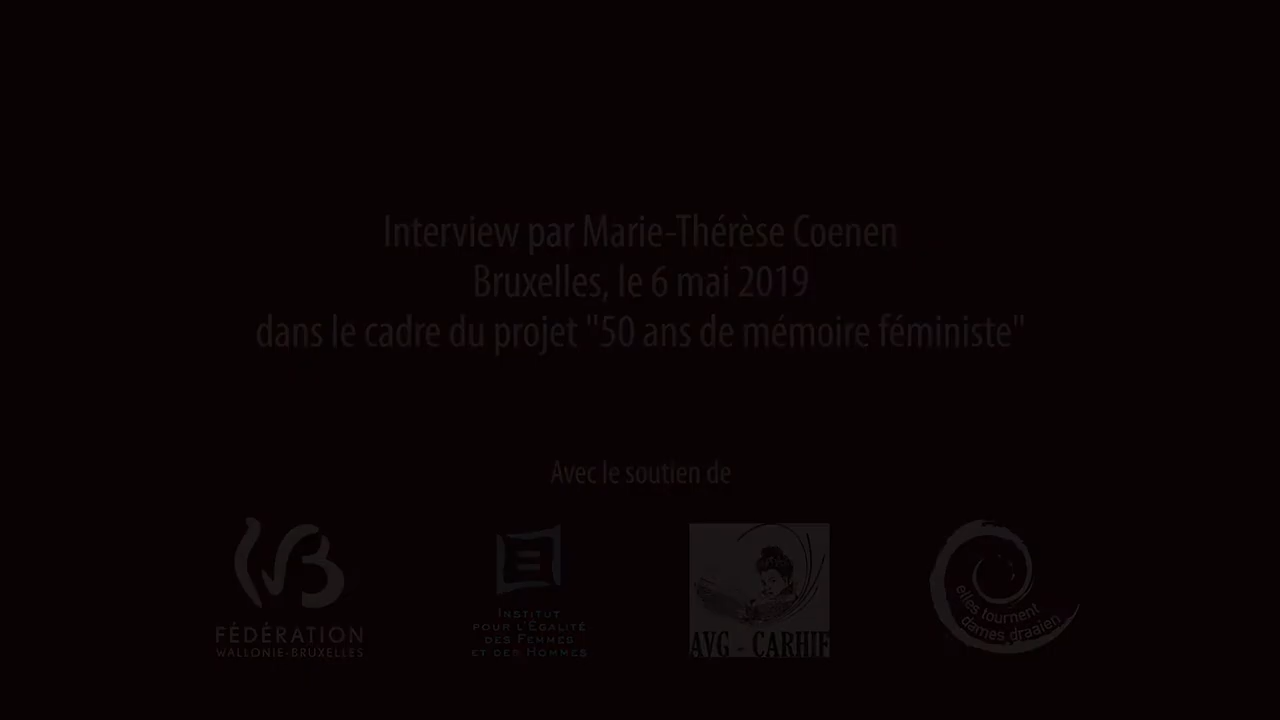 Interview par Marie-Thérèse Coenen
Bruxelles, le 6 mai 2019
dans le cadre du projet "50 ans de mémoire féministe"
Avec le soutien de
FÉDÉRATION
WALLONIE-BRUXELLES
INSTITUT
POUR L'ÉGALITÉ
DES FEMMES
ET DES HOMMES
AVG - CARHIF
elles tournent
dames draaien